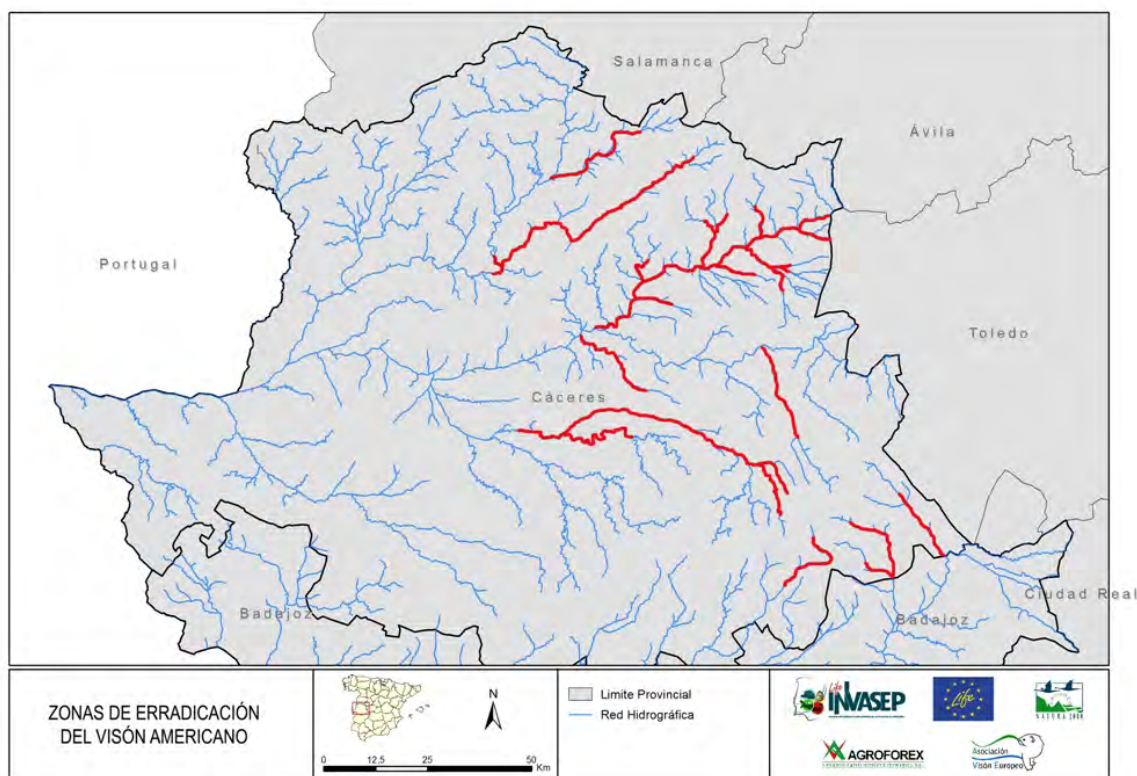 Salamanca
Ávila
Portugal
Toledo
Cáceres
Badajoz
Ciudad Real
Badajoz
ZONAS DE ERRADICACIÓN
DEL VISÓN AMERICANO
N
0 12,5 25 50
Km
Limite Provincial
Red Hidrográfica
Life
INVASEP
Life
NATURA 2000
AGROFOREX
Asociación
Visón Europeo